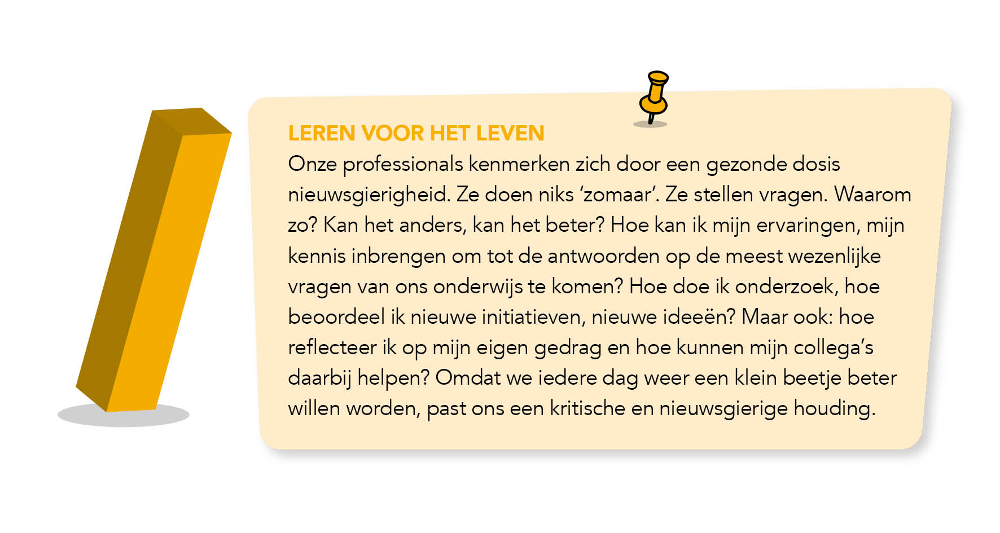 LEREN VOOR HET LEVEN
Onze professionals kenmerken zich door een gezonde dosis
nieuwsgierigheid. Ze doen niks ‘zomaar’. Ze stellen vragen. Waarom
zo? Kan het anders, kan het beter? Hoe kan ik mijn ervaringen, mijn
kennis inbrengen om tot de antwoorden op de meest wezenlijke
vragen van ons onderwijs te komen? Hoe doe ik onderzoek, hoe
beoordeel ik nieuwe initiatieven, nieuwe ideeën? Maar ook: hoe
reflecteer ik op mijn eigen gedrag en hoe kunnen mijn collega’s
daarbij helpen? Omdat we iedere dag weer een klein beetje beter
willen worden, past ons een kritische en nieuwsgierige houding.